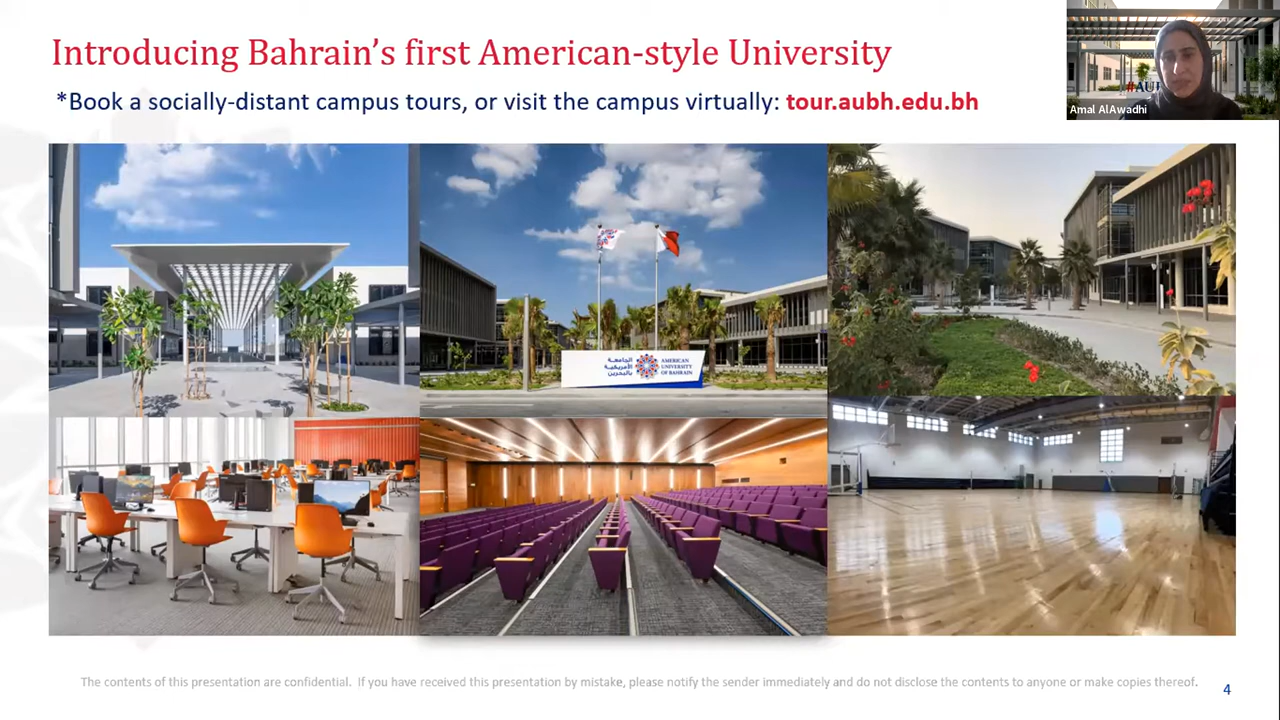 Introducing Bahrain's first American-style University
*Book a socially-distant campus tours, or visit the campus virtually: tour.aubh.edu.bh
#AU
Amal AlAwadhi
الجامعة
الأمريكية
بالبحرين
AMERICAN
UNIVERSITY
OF BAHRAIN
The contents of this presentation are confidential. If you have received this presentation by mistake, please notify the sender immediately and do not disclose the contents to anyone or make copies thereof.
4